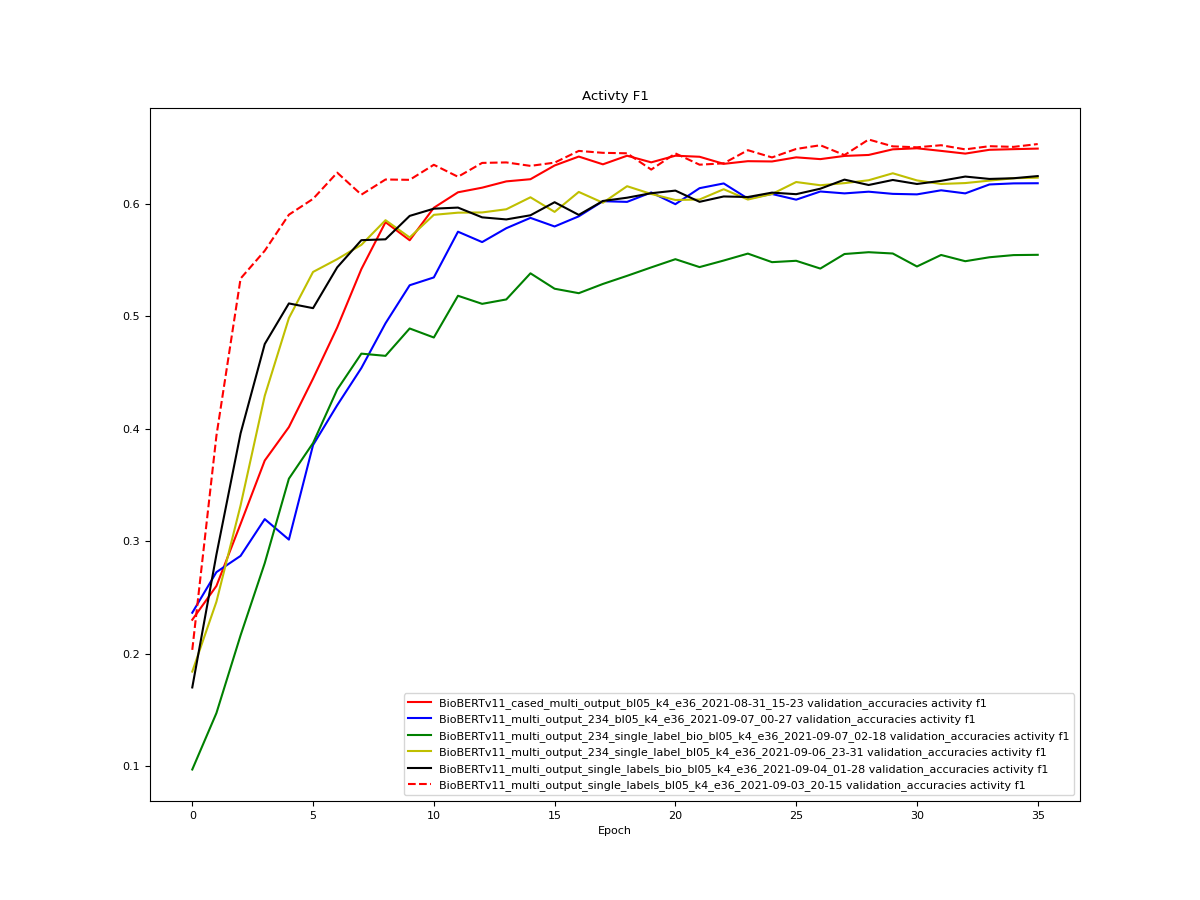 Activty F1
0.6
0.5
0.4
0.3
0.2
0.1
BioBERTv11_cased_multi_output_bl05_k4_e36_2021-08-31_15-23 validation_accuracies activity f1
BioBERTv11_multi_output_234_bl05_k4_e36_2021-09-07_00-27 validation_accuracies activity f1
BioBERTv11_multi_output_234_single_label_bio_bl05_k4_e36_2021-09-07_02-18 validation_accuracies activity f1
BioBERTv11_multi_output_234_single_label_bl05_k4_e36_2021-09-06_23-31 validation_accuracies activity f1
BioBERTv11_multi_output_single_labels_bio_bl05_k4_e36_2021-09-04_01-28 validation_accuracies activity f1
BioBERTv11_multi_output_single_labels_bl05_k4_e36_2021-09-03_20-15 validation_accuracies activity f1
0 5 10 15 20 25 30 35
Epoch